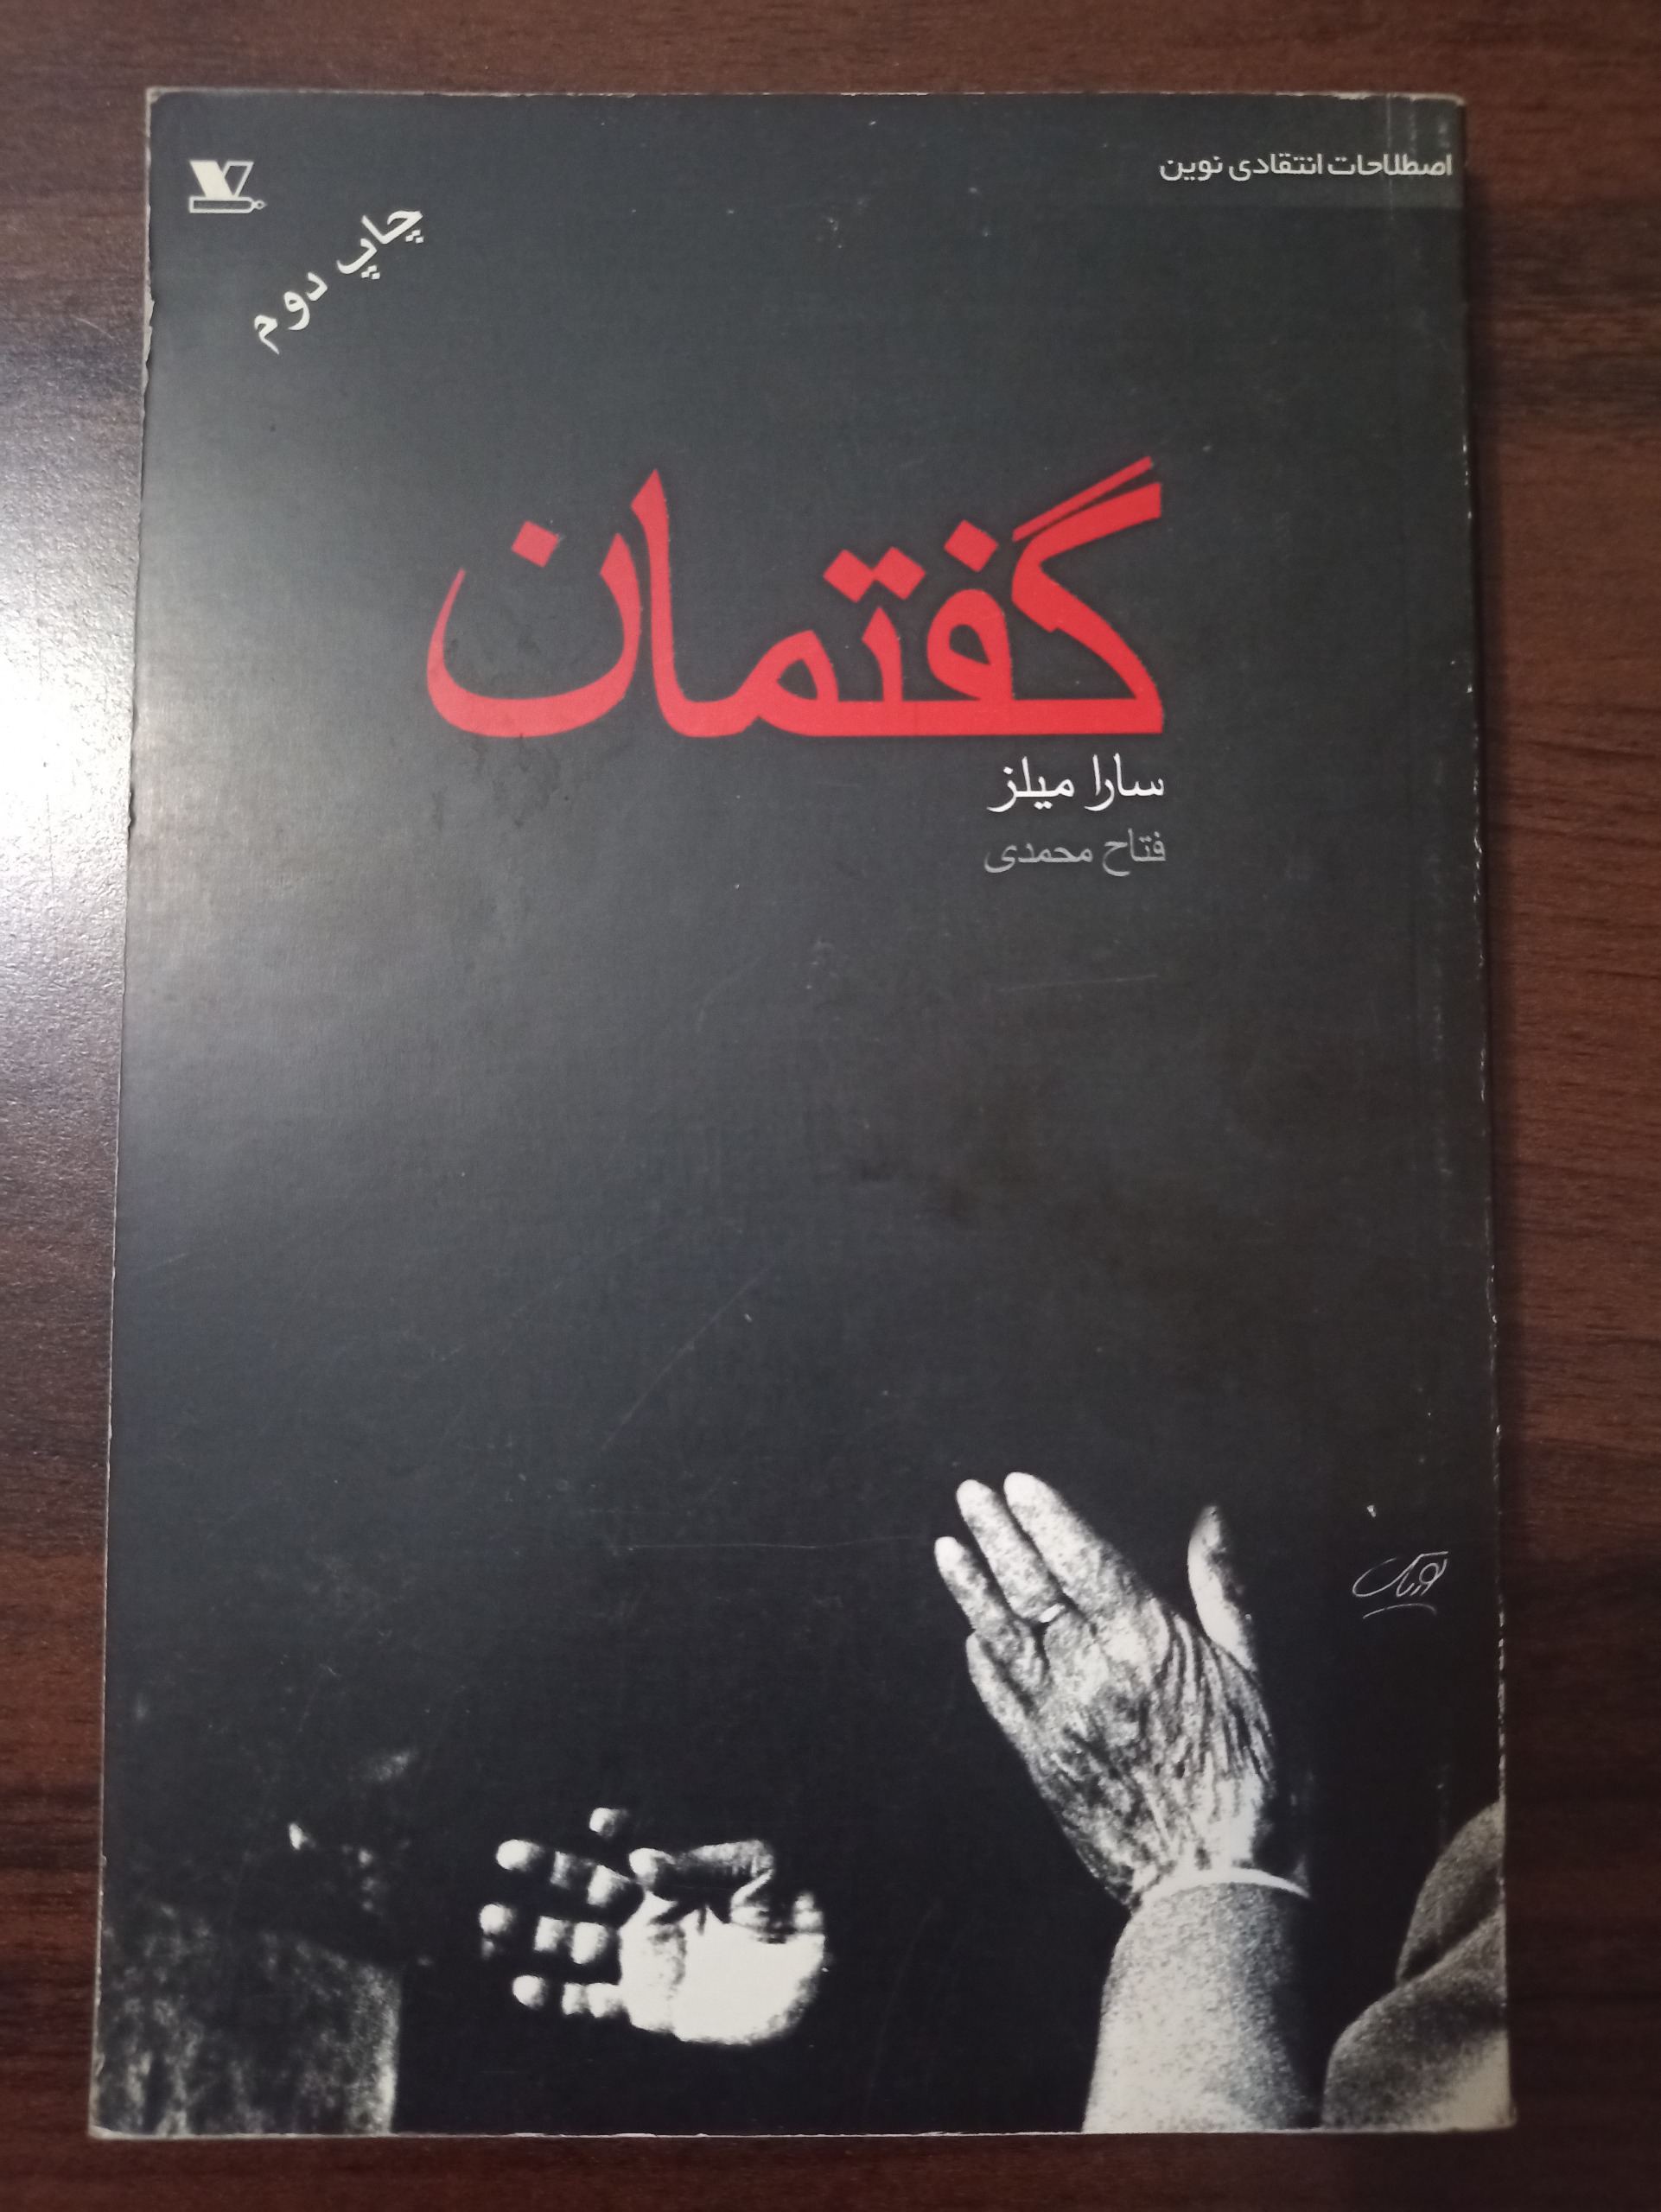 اصطلاحات انتقادی نوین
چاپ دوم
گفتمان
سارا میلز
فتاح محمدی